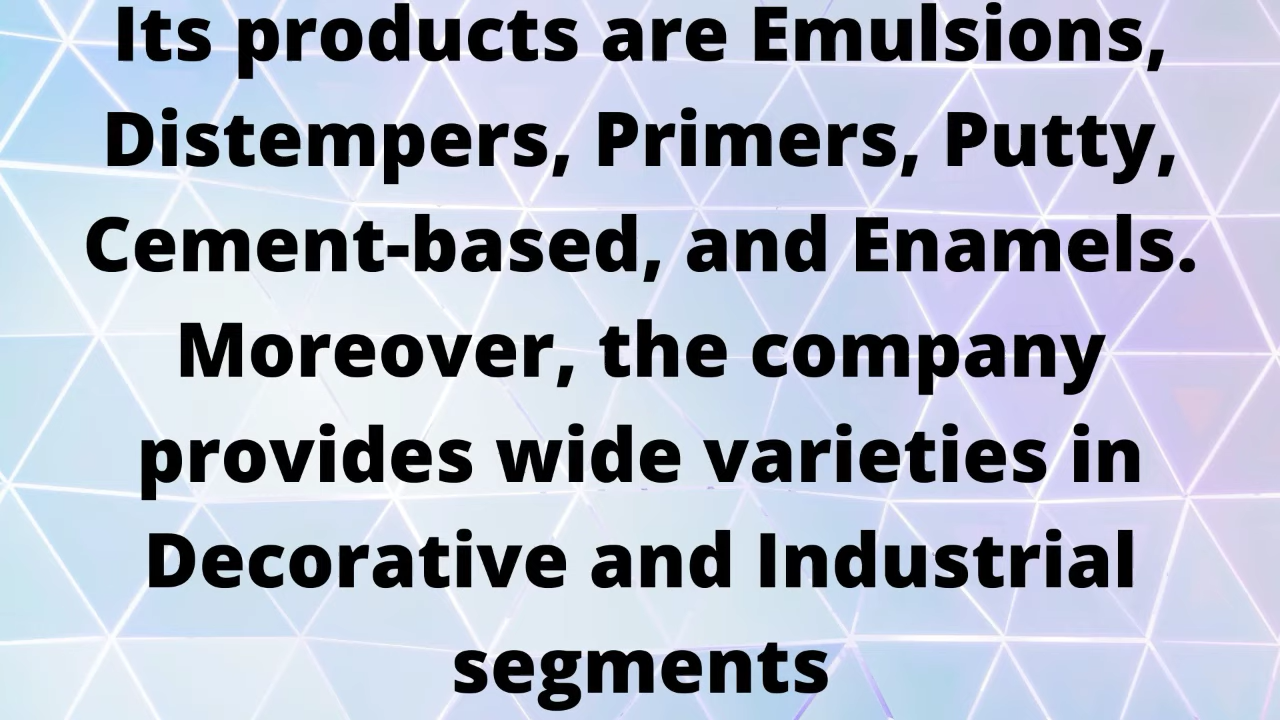 Its products are Emulsions,
Distempers, Primers, Putty,
Cement-based, and Enamels.
Moreover, the company
provides wide varieties in
Decorative and Industrial
segments